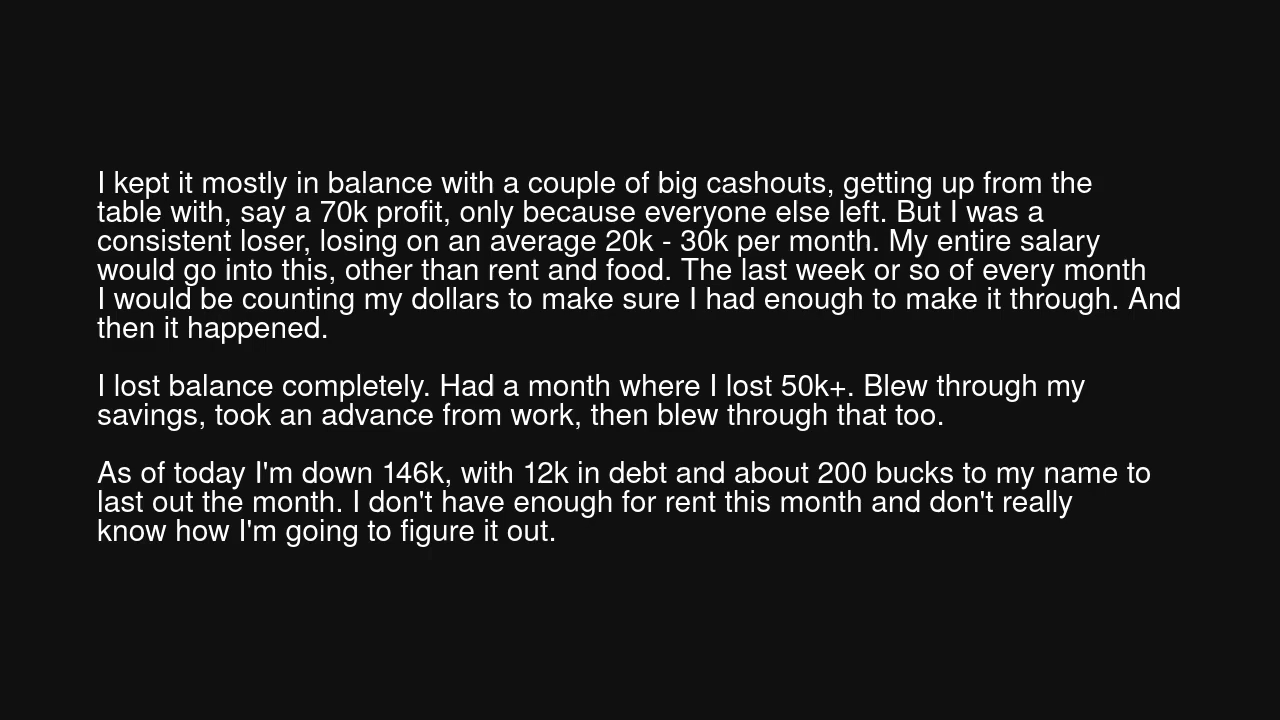 I kept it mostly in balance with a couple of big cashouts, getting up from the
table with, say a 70k profit, only because everyone else left. But I was a
consistent loser, losing on an average 20k - 30k per month. My entire salary
would go into this, other than rent and food. The last week or so of every month
I would be counting my dollars to make sure I had enough to make it through. And
then it happened.

I lost balance completely. Had a month where I lost 50k+. Blew through my
savings, took an advance from work, then blew through that too.

As of today I'm down 146k, with 12k in debt and about 200 bucks to my name to
last out the month. I don't have enough for rent this month and don't really
know how I'm going to figure it out.